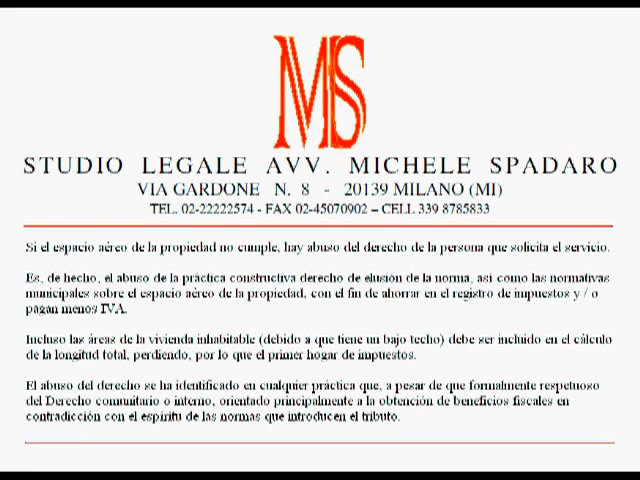 MS
STUDIO LEGALE AVV. MICHELE SPADARO
VIA GARDONE N. 8 - 20139 MILANO (MI)
TEL. 02-22222574 - FAX 02-45070902 – CELL 339 8785833
Si el espacio aéreo de la propiedad no cumple, hay abuso del derecho de la persona que solicita el servicio.
Es, de hecho, el abuso de la práctica constructiva derecho de elusión de la norma, así como las normativas
municipales sobre el espacio aéreo de la propiedad, con el fin de ahorrar en el registro de impuestos y / o
pagan menos IVA.
Incluso las áreas de la vivienda inhabitable (debido a que tiene un bajo techo) debe ser incluido en el cálculo
de la longitud total, perdiendo, por lo que el primer hogar de impuestos.
El abuso del derecho se ha identificado en cualquier práctica que, a pesar de que formalmente respetuoso
del Derecho comunitario o interno, orientado principalmente a la obtención de beneficios fiscales en
contradicción con el espíritu de las normas que introducen el tributo.